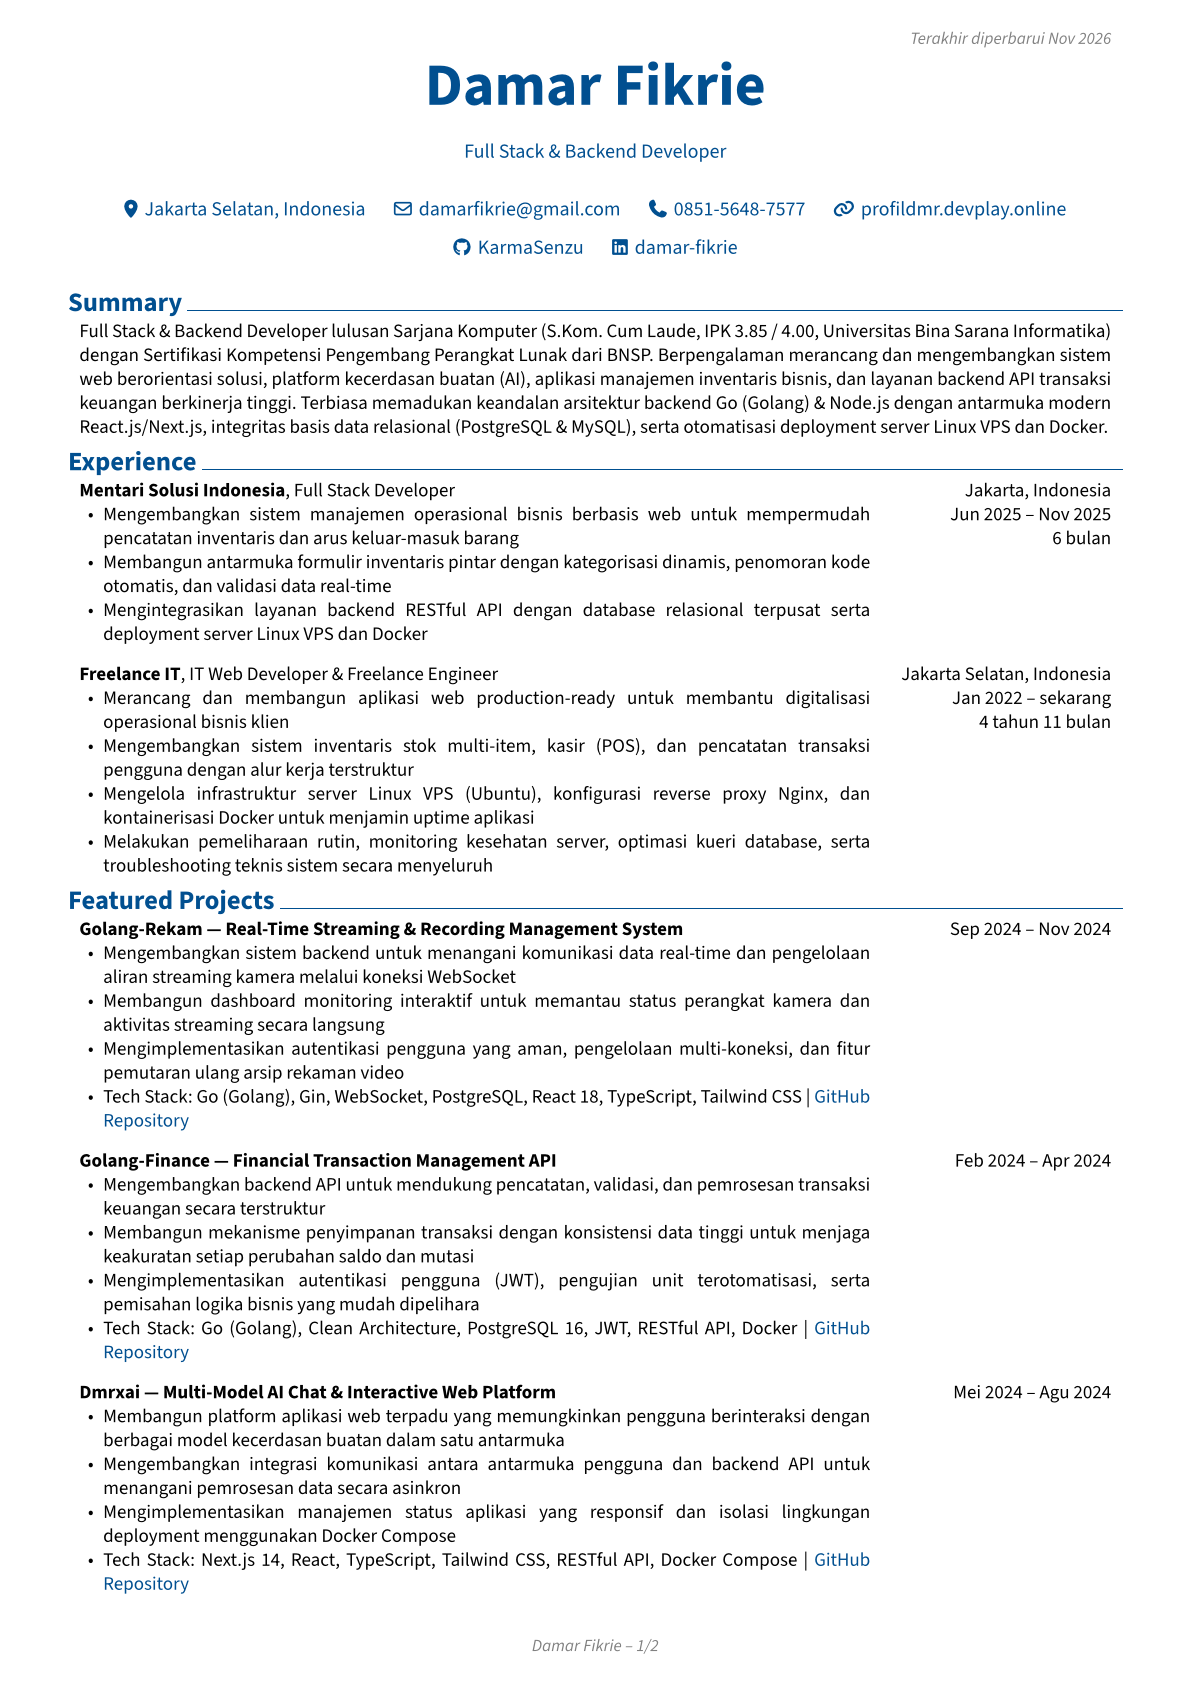 Terakhir diperbarui Nov 2026
Damar Fikrie
Full Stack & Backend Developer
Jakarta Selatan, Indonesia damarfikrie@gmail.com 0851-5648-7577 profildmr.devplay.online
KarmaSenzu damar-fikrie
Summary
Full Stack & Backend Developer lulusan Sarjana Komputer (S.Kom. Cum Laude, IPK 3.85 / 4.00, Universitas Bina Sarana Informatika)
dengan Sertifikasi Kompetensi Pengembang Perangkat Lunak dari BNSP. Berpengalaman merancang dan mengembangkan sistem
web berorientasi solusi, platform kecerdasan buatan (AI), aplikasi manajemen inventaris bisnis, dan layanan backend API transaksi
keuangan berkinerja tinggi. Terbiasa memadukan keandalan arsitektur backend Go (Golang) & Node.js dengan antarmuka modern
React.js/Next.js, integritas basis data relasional (PostgreSQL & MySQL), serta otomatisasi deployment server Linux VPS dan Docker.
Experience
Mentari Solusi Indonesia, Full Stack Developer Jakarta, Indonesia
• Mengembangkan sistem manajemen operasional bisnis berbasis web untuk mempermudah Jun 2025 – Nov 2025
pencatatan inventaris dan arus keluar-masuk barang 6 bulan
• Membangun antarmuka formulir inventaris pintar dengan kategorisasi dinamis, penomoran kode
otomatis, dan validasi data real-time
• Mengintegrasikan layanan backend RESTful API dengan database relasional terpusat serta
deployment server Linux VPS dan Docker
Freelance IT, IT Web Developer & Freelance Engineer Jakarta Selatan, Indonesia
• Merancang dan membangun aplikasi web production-ready untuk membantu digitalisasi Jan 2022 – sekarang
operasional bisnis klien 4 tahun 11 bulan
• Mengembangkan sistem inventaris stok multi-item, kasir (POS), dan pencatatan transaksi
pengguna dengan alur kerja terstruktur
• Mengelola infrastruktur server Linux VPS (Ubuntu), konfigurasi reverse proxy Nginx, dan
kontainerisasi Docker untuk menjamin uptime aplikasi
• Melakukan pemeliharaan rutin, monitoring kesehatan server, optimasi kueri database, serta
troubleshooting teknis sistem secara menyeluruh
Featured Projects
Golang-Rekam — Real-Time Streaming & Recording Management System Sep 2024 – Nov 2024
• Mengembangkan sistem backend untuk menangani komunikasi data real-time dan pengelolaan
aliran streaming kamera melalui koneksi WebSocket
• Membangun dashboard monitoring interaktif untuk memantau status perangkat kamera dan
aktivitas streaming secara langsung
• Mengimplementasikan autentikasi pengguna yang aman, pengelolaan multi-koneksi, dan fitur
pemutaran ulang arsip rekaman video
• Tech Stack: Go (Golang), Gin, WebSocket, PostgreSQL, React 18, TypeScript, Tailwind CSS | GitHub
Repository
Golang-Finance — Financial Transaction Management API Feb 2024 – Apr 2024
• Mengembangkan backend API untuk mendukung pencatatan, validasi, dan pemrosesan transaksi
keuangan secara terstruktur
• Membangun mekanisme penyimpanan transaksi dengan konsistensi data tinggi untuk menjaga
keakuratan setiap perubahan saldo dan mutasi
• Mengimplementasikan autentikasi pengguna (JWT), pengujian unit terotomatisasi, serta
pemisahan logika bisnis yang mudah dipelihara
• Tech Stack: Go (Golang), Clean Architecture, PostgreSQL 16, JWT, RESTful API, Docker | GitHub
Repository
Dmrxai — Multi-Model AI Chat & Interactive Web Platform Mei 2024 – Agu 2024
• Membangun platform aplikasi web terpadu yang memungkinkan pengguna berinteraksi dengan
berbagai model kecerdasan buatan dalam satu antarmuka
• Mengembangkan integrasi komunikasi antara antarmuka pengguna dan backend API untuk
menangani pemrosesan data secara asinkron
• Mengimplementasikan manajemen status aplikasi yang responsif dan isolasi lingkungan
deployment menggunakan Docker Compose
• Tech Stack: Next.js 14, React, TypeScript, Tailwind CSS, RESTful API, Docker Compose | GitHub
Repository
Damar Fikrie – 1/2